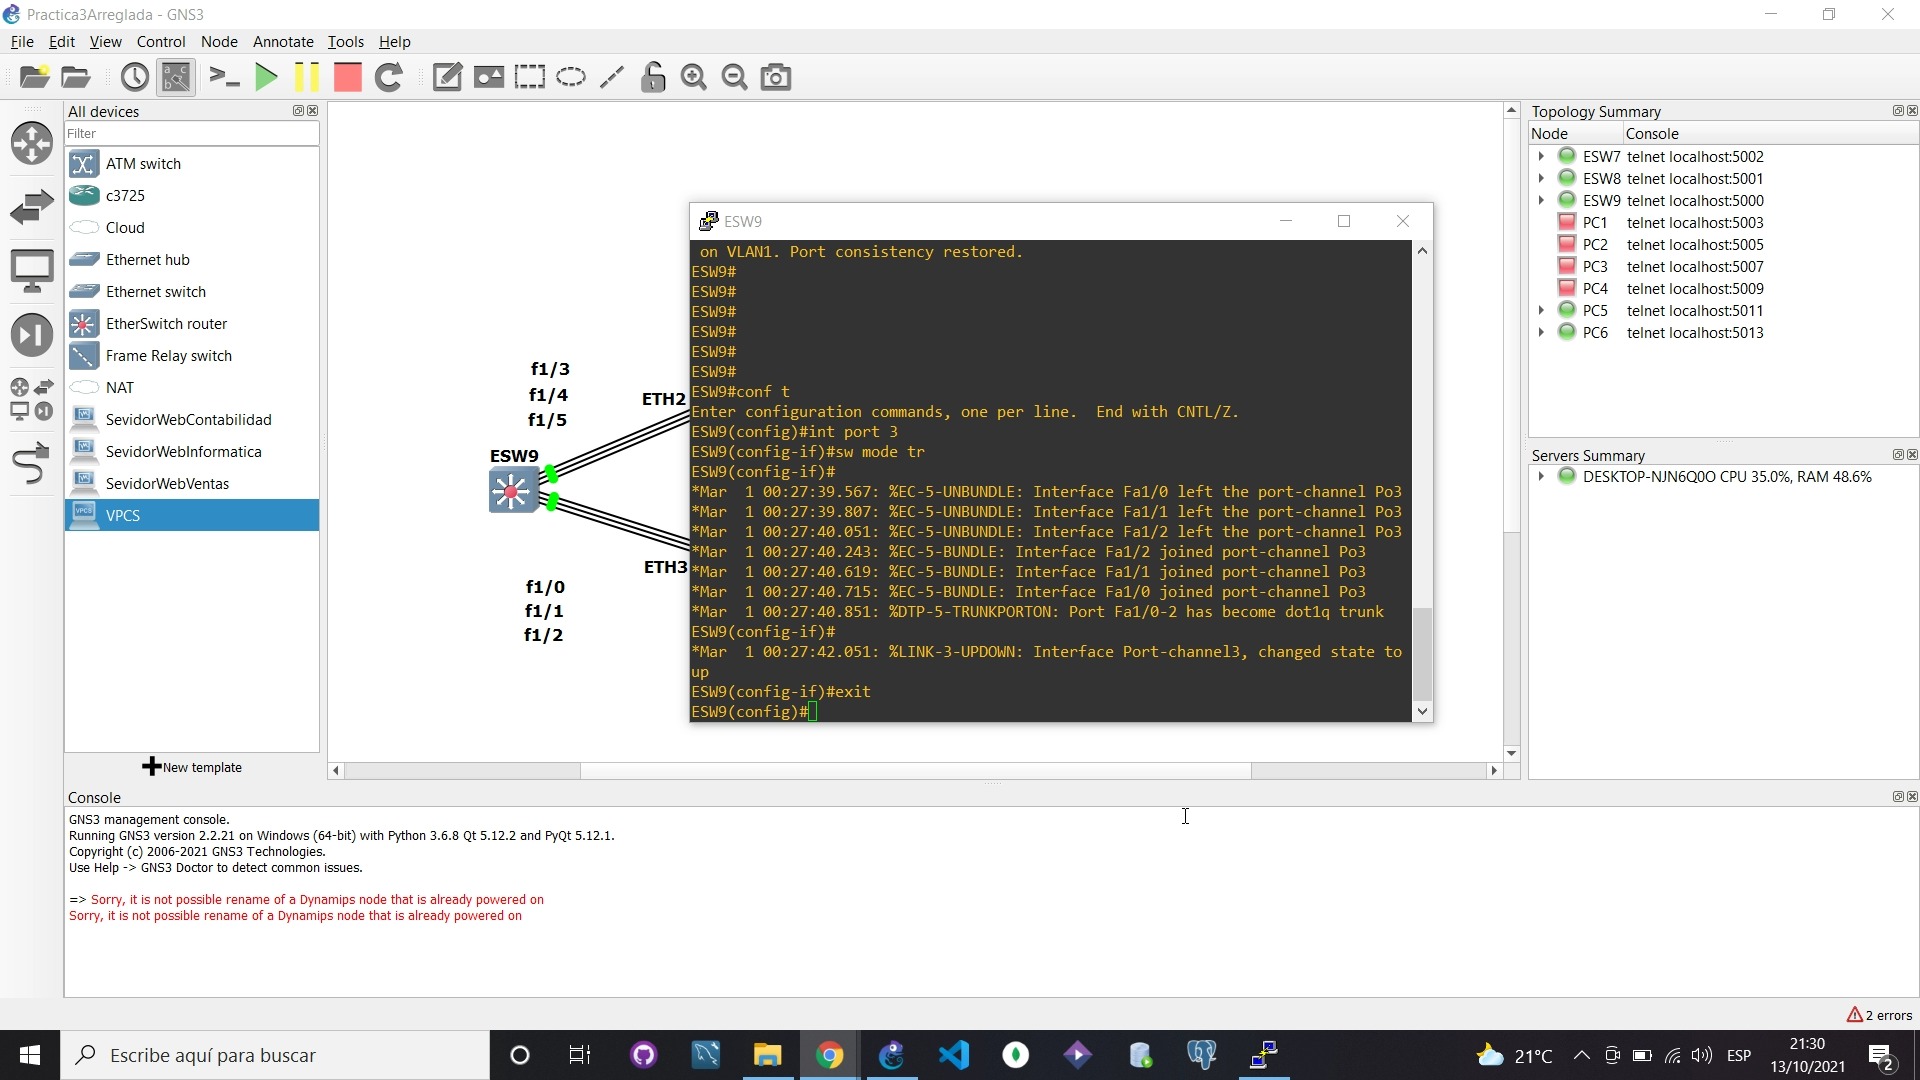 Practica3Arreglada - GNS3
File Edit View Control Node Annotate Tools Help
All devices
Filter
ATM switch
c3725
Cloud
Ethernet hub
Ethernet switch
EtherSwitch router
Frame Relay switch
NAT
SevidorWebContabilidad
SevidorWebInformatica
SevidorWebVentas
VPCS
New template
f1/3
f1/4
f1/5
ETH2
ESW9
ETH3
f1/0
f1/1
f1/2
ESW9
on VLAN1. Port consistency restored.
ESW9#
ESW9#
ESW9#
ESW9#
ESW9#
ESW9#
ESW9#conf t
Enter configuration commands, one per line.  End with CNTL/Z.
ESW9(config)#int port 3
ESW9(config-if)#sw mode tr
ESW9(config-if)#
*Mar  1 00:27:39.567: %EC-5-UNBUNDLE: Interface Fa1/0 left the port-channel Po3
*Mar  1 00:27:39.807: %EC-5-UNBUNDLE: Interface Fa1/1 left the port-channel Po3
*Mar  1 00:27:40.051: %EC-5-UNBUNDLE: Interface Fa1/2 left the port-channel Po3
*Mar  1 00:27:40.243: %EC-5-BUNDLE: Interface Fa1/2 joined port-channel Po3
*Mar  1 00:27:40.619: %EC-5-BUNDLE: Interface Fa1/1 joined port-channel Po3
*Mar  1 00:27:40.715: %EC-5-BUNDLE: Interface Fa1/0 joined port-channel Po3
*Mar  1 00:27:40.851: %DTP-5-TRUNKPORTON: Port Fa1/0-2 has become dot1q trunk
ESW9(config-if)#
*Mar  1 00:27:42.051: %LINK-3-UPDOWN: Interface Port-channel3, changed state to
up
ESW9(config-if)#exit
ESW9(config)#
Topology Summary
Node Console
ESW7 telnet localhost:5002
ESW8 telnet localhost:5001
ESW9 telnet localhost:5000
PC1 telnet localhost:5003
PC2 telnet localhost:5005
PC3 telnet localhost:5007
PC4 telnet localhost:5009
PC5 telnet localhost:5011
PC6 telnet localhost:5013
Servers Summary
DESKTOP-NJN6Q0O CPU 35.0%, RAM 48.6%
Console
GNS3 management console.
Running GNS3 version 2.2.21 on Windows (64-bit) with Python 3.6.8 Qt 5.12.2 and PyQt 5.12.1.
Copyright (c) 2006-2021 GNS3 Technologies.
Use Help -> GNS3 Doctor to detect common issues.
=> Sorry, it is not possible rename of a Dynamips node that is already powered on
Sorry, it is not possible rename of a Dynamips node that is already powered on
2 errors
Escribe aquí para buscar
21°C
ESP
21:30
13/10/2021
2